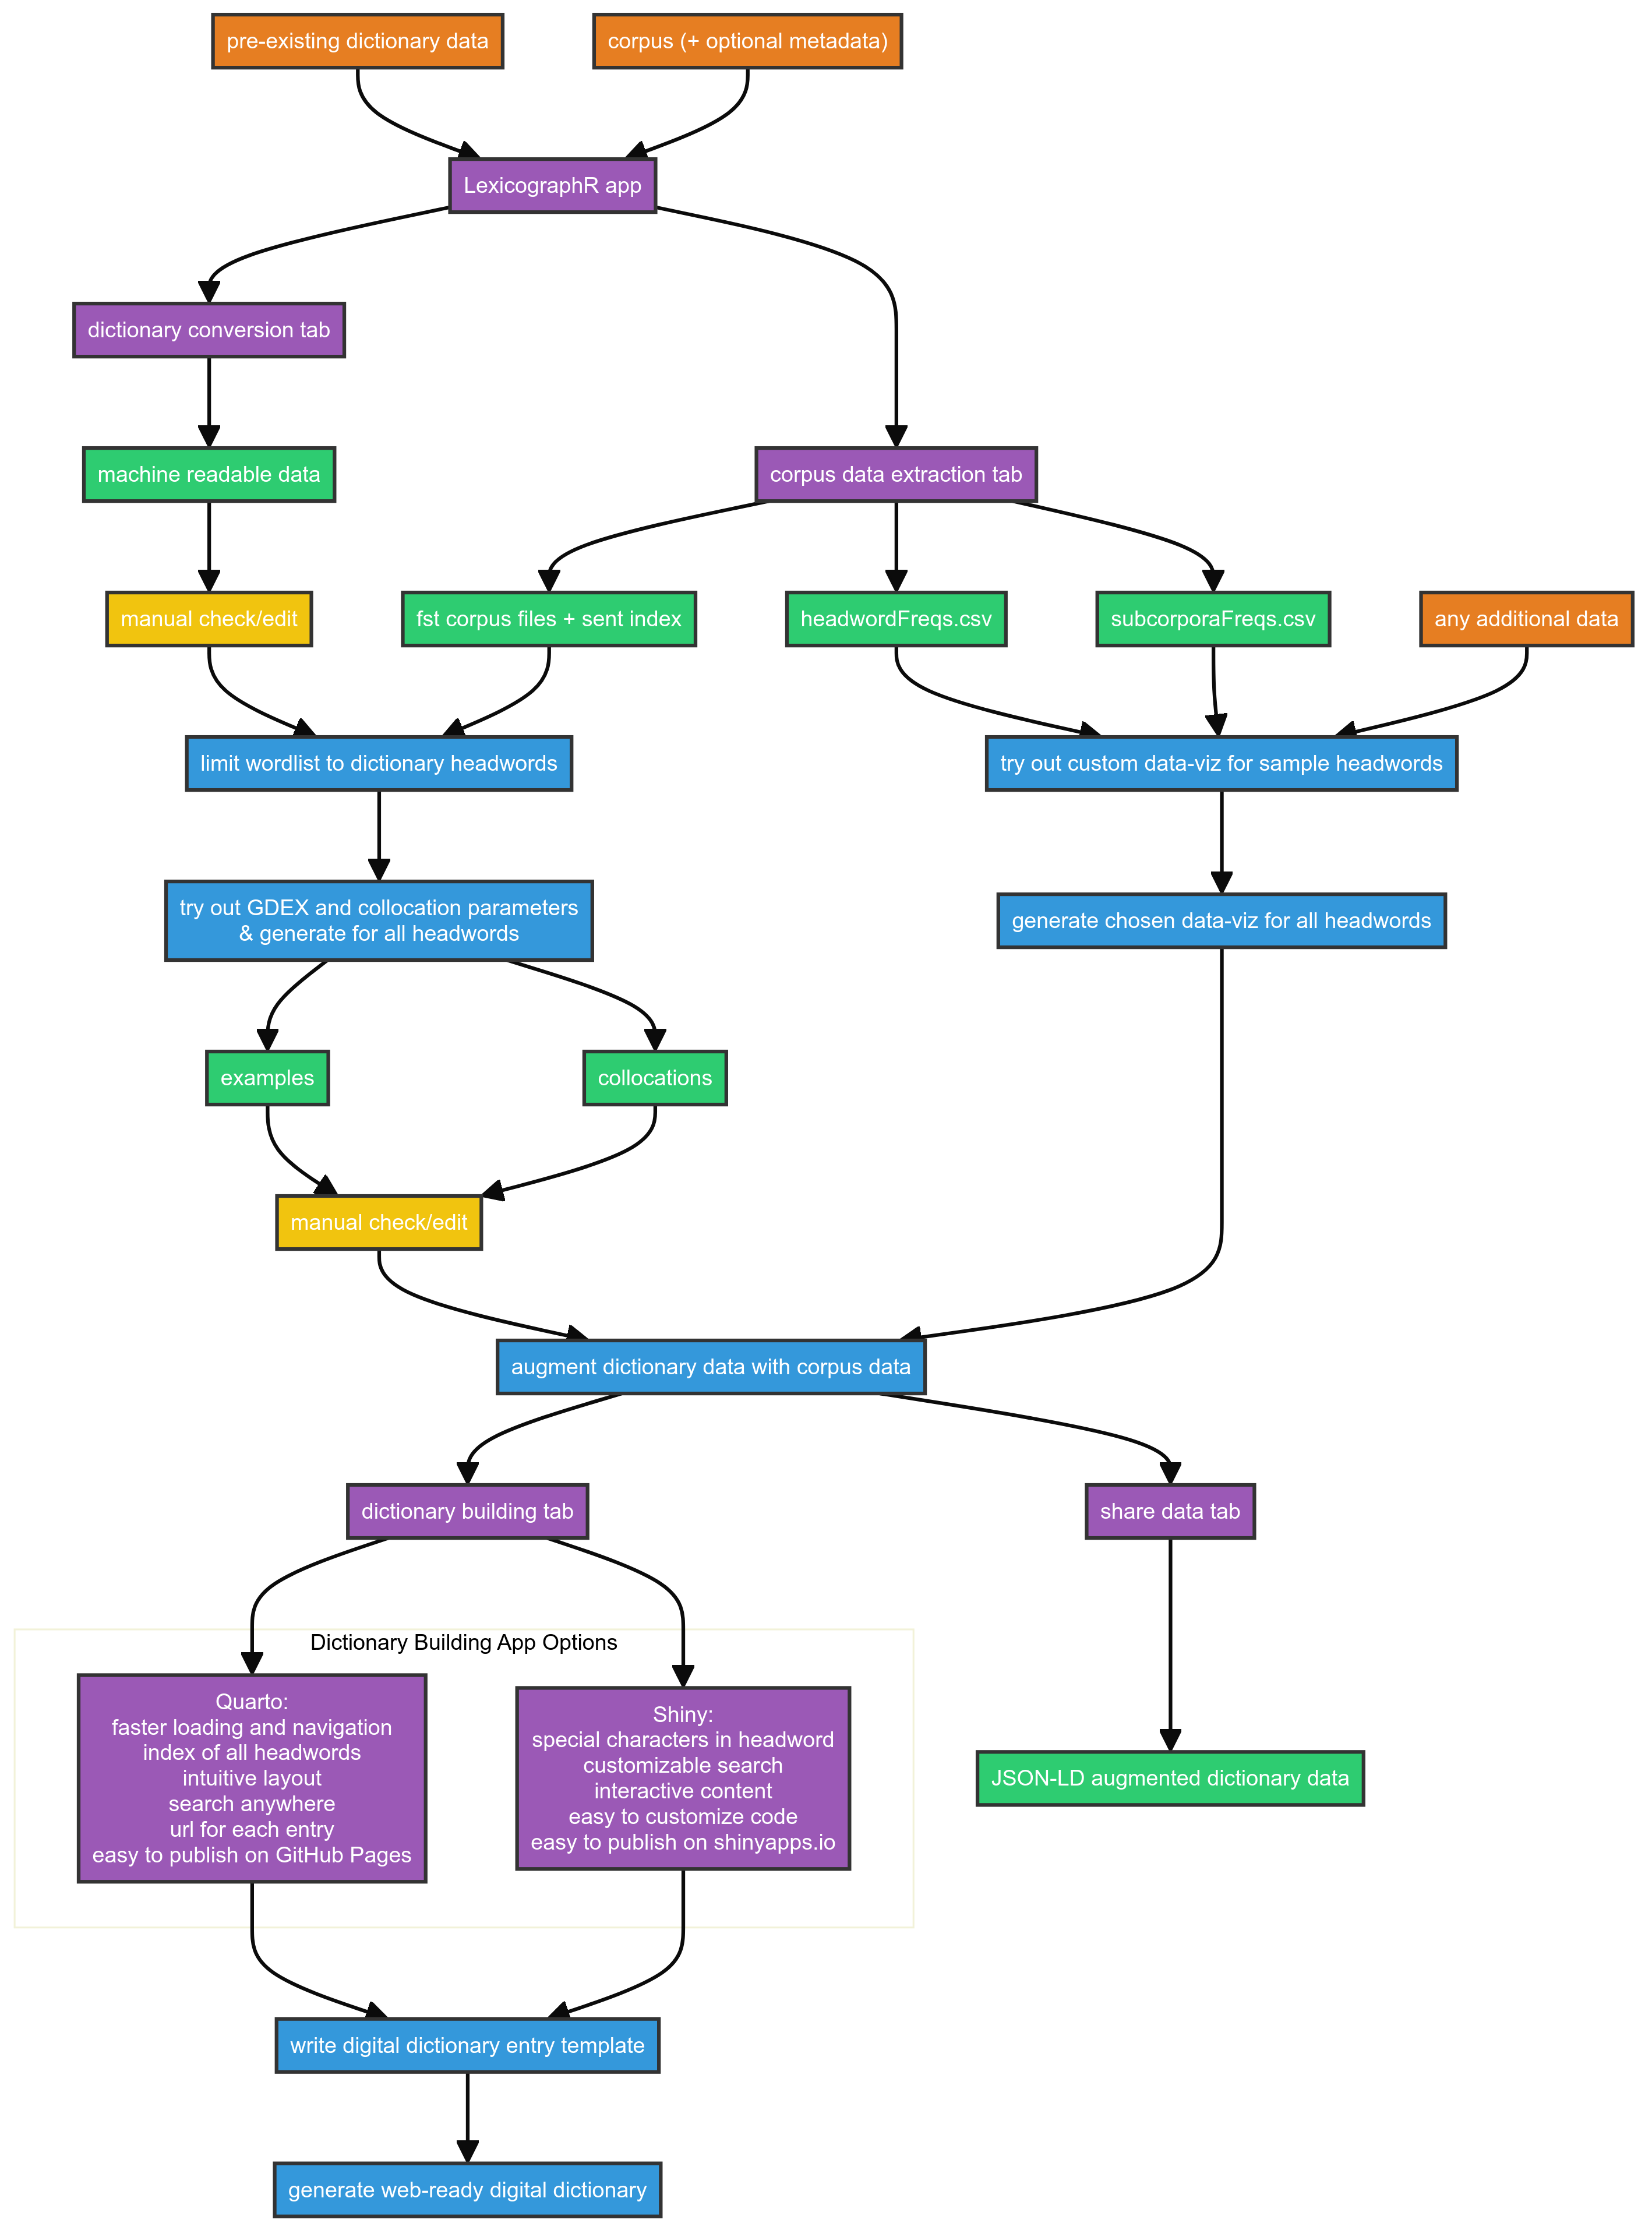 pre-existing dictionary data
corpus (+ optional metadata)
LexicographR app
dictionary conversion tab
machine readable data
corpus data extraction tab
manual check/edit
fst corpus files + sent index
headwordFreqs.csv
subcorporaFreqs.csv
any additional data
limit wordlist to dictionary headwords
try out custom data-viz for sample headwords
try out GDEX and collocation parameters
& generate for all headwords
generate chosen data-viz for all headwords
examples
collocations
manual check/edit
augment dictionary data with corpus data
dictionary building tab
share data tab
Dictionary Building App Options
Quarto:
faster loading and navigation
index of all headwords
intuitive layout
search anywhere
url for each entry
easy to publish on GitHub Pages
Shiny:
special characters in headword
customizable search
interactive content
easy to customize code
easy to publish on shinyapps.io
JSON-LD augmented dictionary data
write digital dictionary entry template
generate web-ready digital dictionary